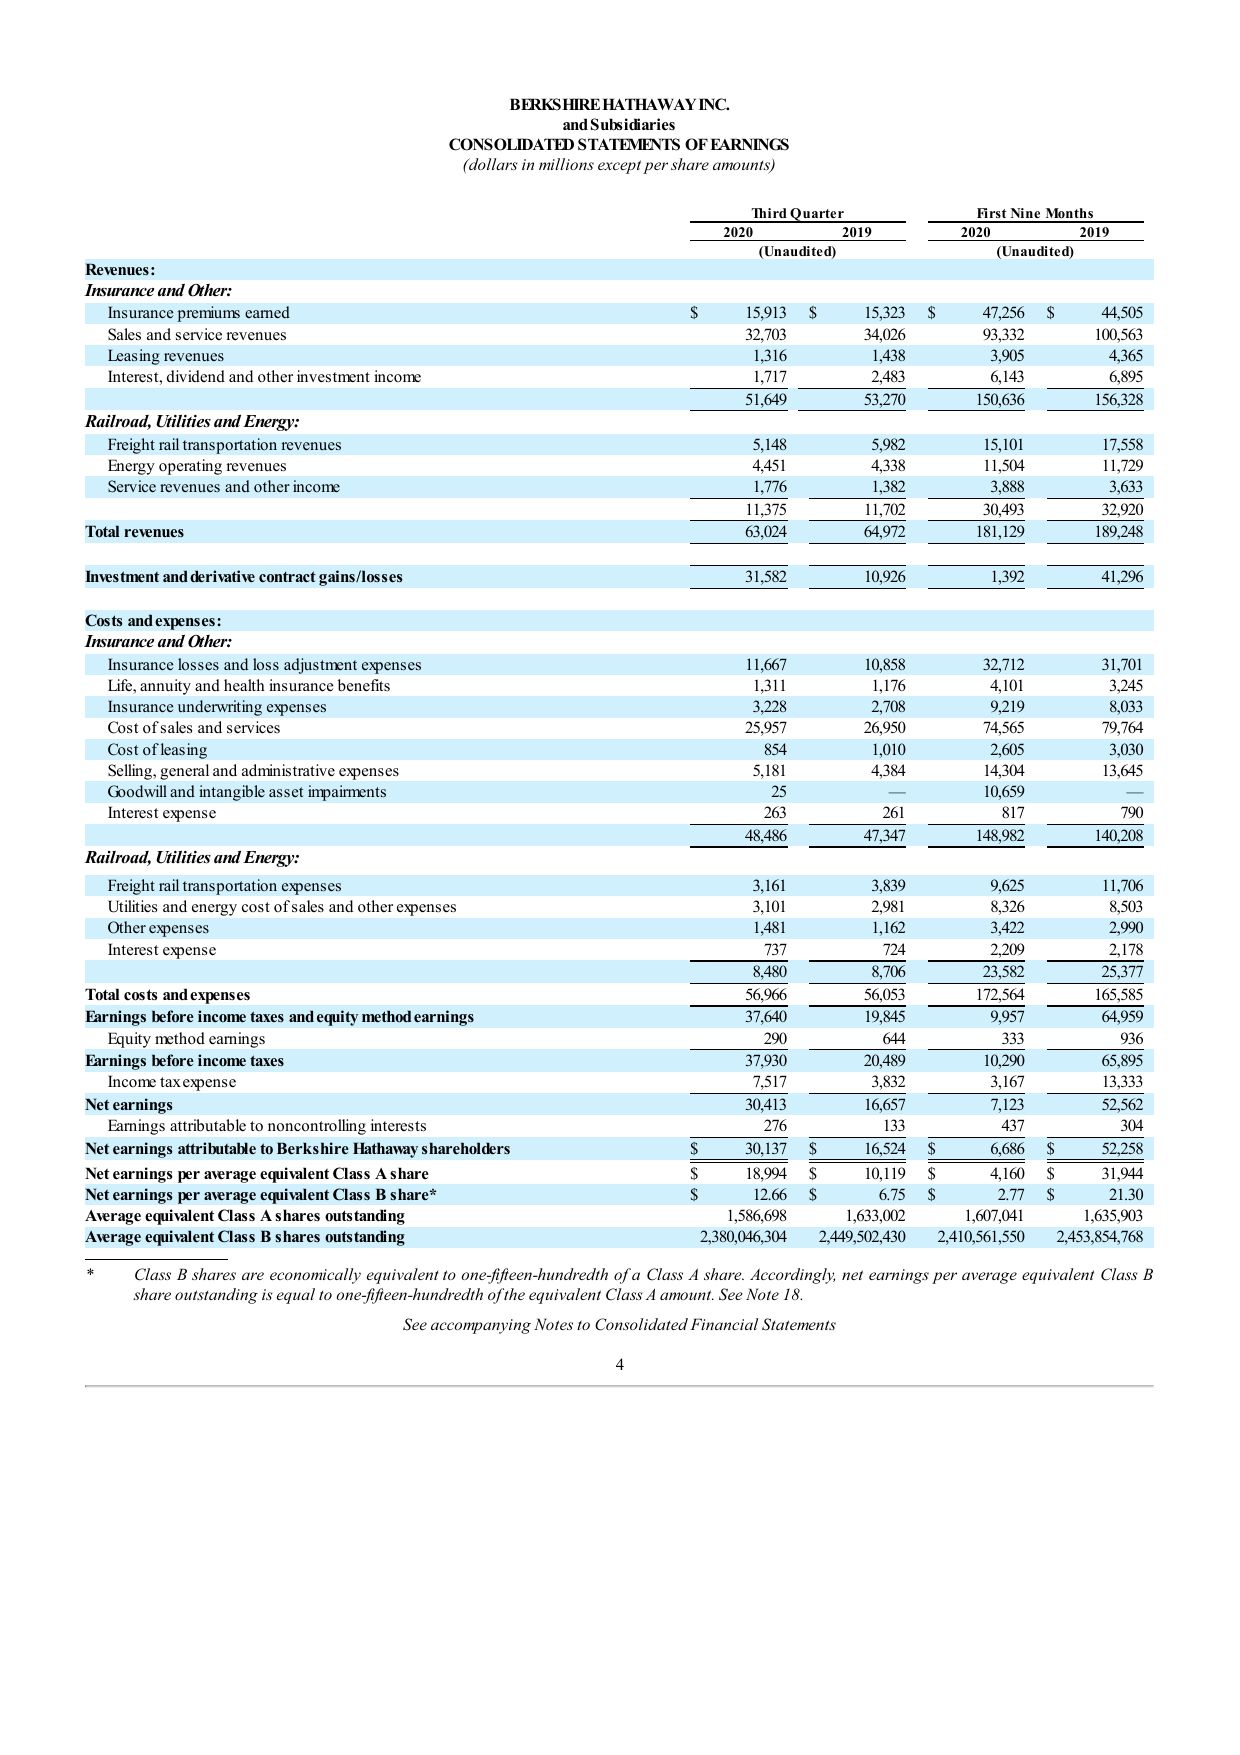 BERKSHIRE HATHAWAY INC.
and Subsidiaries
CONSOLIDATED STATEMENTS OF EARNINGS
(dollars in millions except per share amounts)
Third Quarter First Nine Months
2020 2019 2020 2019
(Unaudited) (Unaudited)
Revenues:
Insurance and Other:
Insurance premiums earned $ 15,913 $ 15,323 $ 47,256 $ 44,505
Sales and service revenues 32,703 34,026 93,332 100,563
Leasing revenues 1,316 1,438 3,905 4,365
Interest, dividend and other investment income 1,717 2,483 6,143 6,895
51,649 53,270 150,636 156,328
Railroad, Utilities and Energy:
Freight rail transportation revenues 5,148 5,982 15,101 17,558
Energy operating revenues 4,451 4,338 11,504 11,729
Service revenues and other income 1,776 1,382 3,888 3,633
11,375 11,702 30,493 32,920
Total revenues 63,024 64,972 181,129 189,248
Investment and derivative contract gains/losses 31,582 10,926 1,392 41,296
Costs and expenses:
Insurance and Other:
Insurance losses and loss adjustment expenses 11,667 10,858 32,712 31,701
Life, annuity and health insurance benefits 1,311 1,176 4,101 3,245
Insurance underwriting expenses 3,228 2,708 9,219 8,033
Cost of sales and services 25,957 26,950 74,565 79,764
Cost of leasing 854 1,010 2,605 3,030
Selling, general and administrative expenses 5,181 4,384 14,304 13,645
Goodwill and intangible asset impairments 25 — 10,659 —
Interest expense 263 261 817 790
48,486 47,347 148,982 140,208
Railroad, Utilities and Energy:
Freight rail transportation expenses 3,161 3,839 9,625 11,706
Utilities and energy cost of sales and other expenses 3,101 2,981 8,326 8,503
Other expenses 1,481 1,162 3,422 2,990
Interest expense 737 724 2,209 2,178
8,480 8,706 23,582 25,377
Total costs and expenses 56,966 56,053 172,564 165,585
Earnings before income taxes and equity method earnings 37,640 19,845 9,957 64,959
Equity method earnings 290 644 333 936
Earnings before income taxes 37,930 20,489 10,290 65,895
Income tax expense 7,517 3,832 3,167 13,333
Net earnings 30,413 16,657 7,123 52,562
Earnings attributable to noncontrolling interests 276 133 437 304
Net earnings attributable to Berkshire Hathaway shareholders $ 30,137 $ 16,524 $ 6,686 $ 52,258
Net earnings per average equivalent Class A share $ 18,994 $ 10,119 $ 4,160 $ 31,944
Net earnings per average equivalent Class B share* $ 12.66 $ 6.75 $ 2.77 $ 21.30
Average equivalent Class A shares outstanding 1,586,698 1,633,002 1,607,041 1,635,903
Average equivalent Class B shares outstanding 2,380,046,304 2,449,502,430 2,410,561,550 2,453,854,768
* Class B shares are economically equivalent to one-fifteen-hundredth of a Class A share. Accordingly, net earnings per average equivalent Class B
share outstanding is equal to one-fifteen-hundredth of the equivalent Class A amount. See Note 18.
See accompanying Notes to Consolidated Financial Statements
4